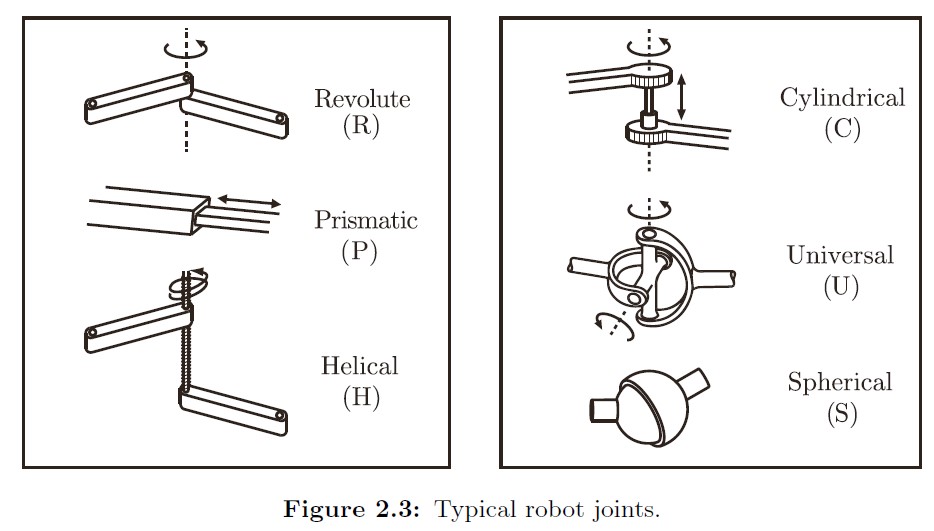 Revolute
(R)
Prismatic
(P)
Helical
(H)
Cylindrical
(C)
Universal
(U)
Spherical
(S)
Figure 2.3: Typical robot joints.